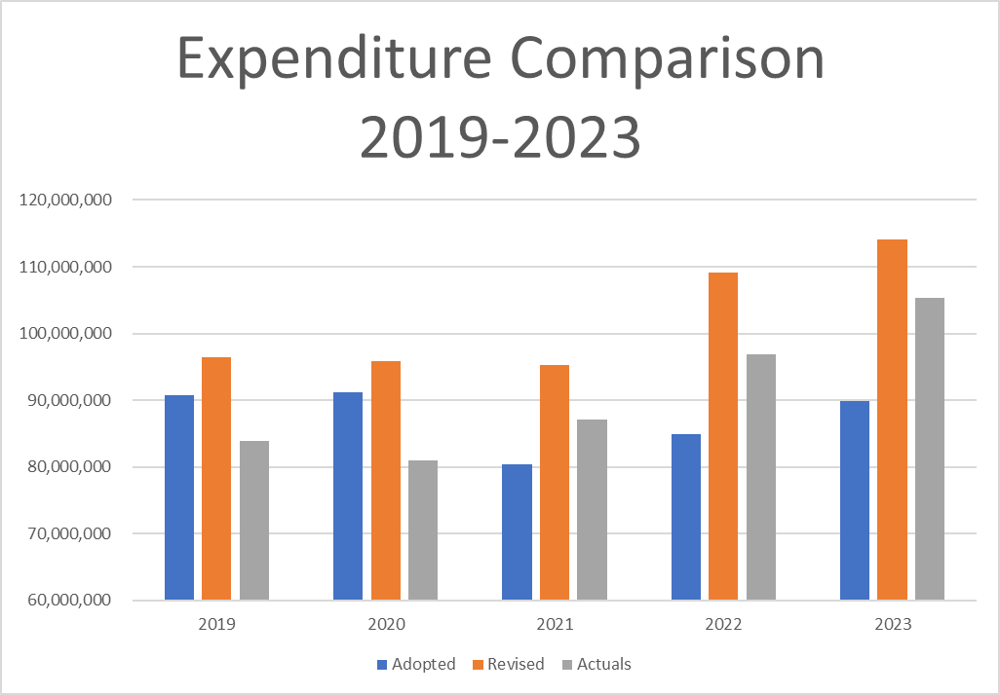 Expenditure Comparison
2019-2023
120,000,000
110,000,000
100,000,000
90,000,000
80,000,000
70,000,000
60,000,000
2019 2020 2021 2022 2023
Adopted Revised Actuals